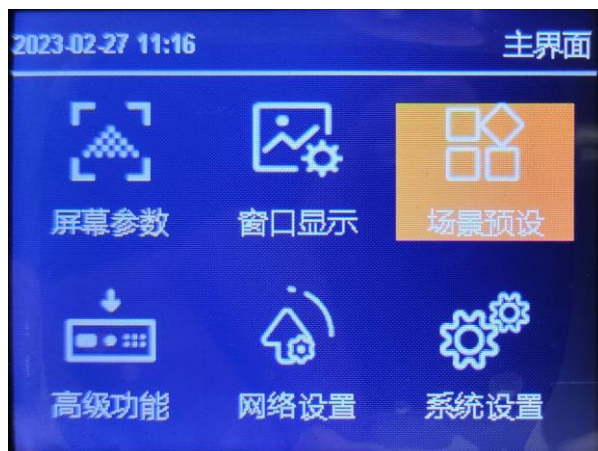 2023-02-27 11:16 主界面
屏幕参数 窗口显示 场景预设
高级功能 网络设置 系统设置